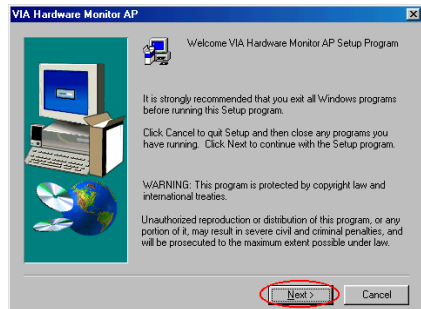 VIA Hardware Monitor AP
Welcome VIA Hardware Monitor AP Setup Program
It is strongly recommended that you exit all Windows programs
before running this Setup program.
Click Cancel to quit Setup and then close any programs you
have running. Click Next to continue with the Setup program.
WARNING: This program is protected by copyright law and
international treaties.
Unauthorized reproduction or distribution of this program, or any
portion of it, may result in severe civil and criminal penalties, and
will be prosecuted to the maximum extent possible under law.
Next >
Cancel